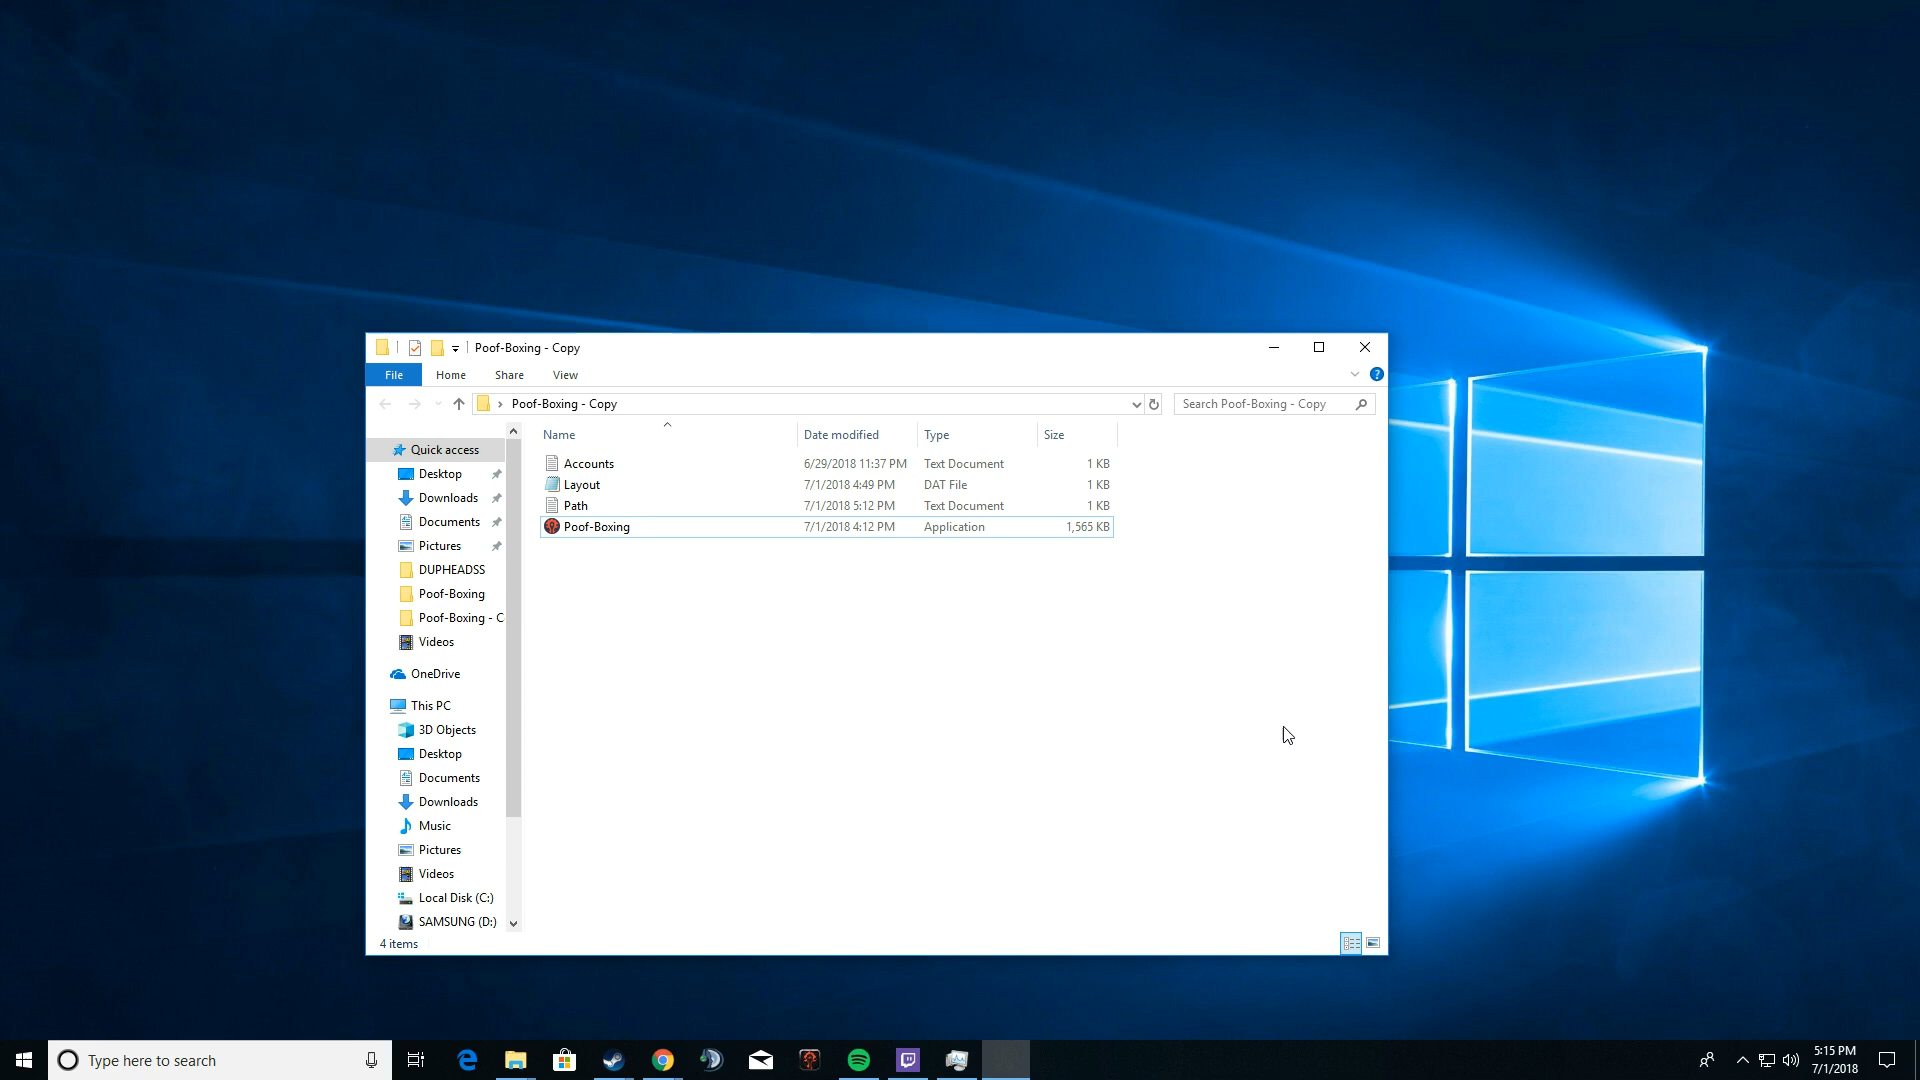 Poof-Boxing - Copy
File Home Share View
Poof-Boxing - Copy
Search Poof-Boxing - Copy
Name Date modified Type Size
Accounts 6/29/2018 11:37 PM Text Document 1 KB
Layout 7/1/2018 4:49 PM DAT File 1 KB
Path 7/1/2018 5:12 PM Text Document 1 KB
Poof-Boxing 7/1/2018 4:12 PM Application 1,565 KB
Quick access
Desktop
Downloads
Documents
Pictures
DUPHEADSS
Poof-Boxing
Poof-Boxing - C
Videos
OneDrive
This PC
3D Objects
Desktop
Documents
Downloads
Music
Pictures
Videos
Local Disk (C:)
SAMSUNG (D:)
4 items
Type here to search
5:15 PM
7/1/2018